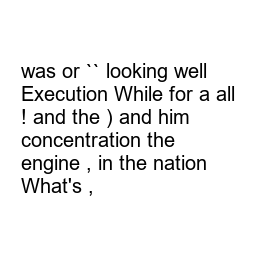 was or `` looking well
Execution While for a all
! and the ) and him
concentration the
engine , in the nation
What's ,